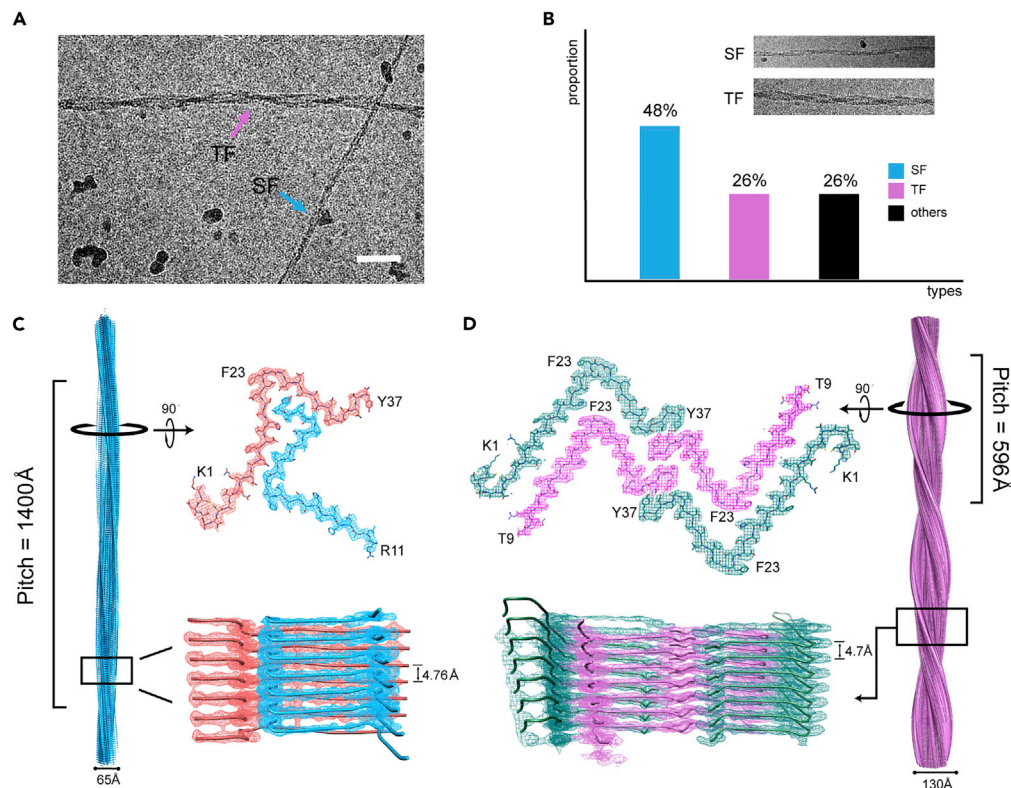 A
TF
SF
B
proportion
SF
TF
48%
26%
26%
SF
TF
others
types
C
Pitch = 1400Å
90°
F23
Y37
K1
R11
4.76Å
65Å
D
F23
F23
Y37
T9
K1
K1
Y37
F23
T9
F23
90°
Pitch = 596Å
4.7Å
130Å